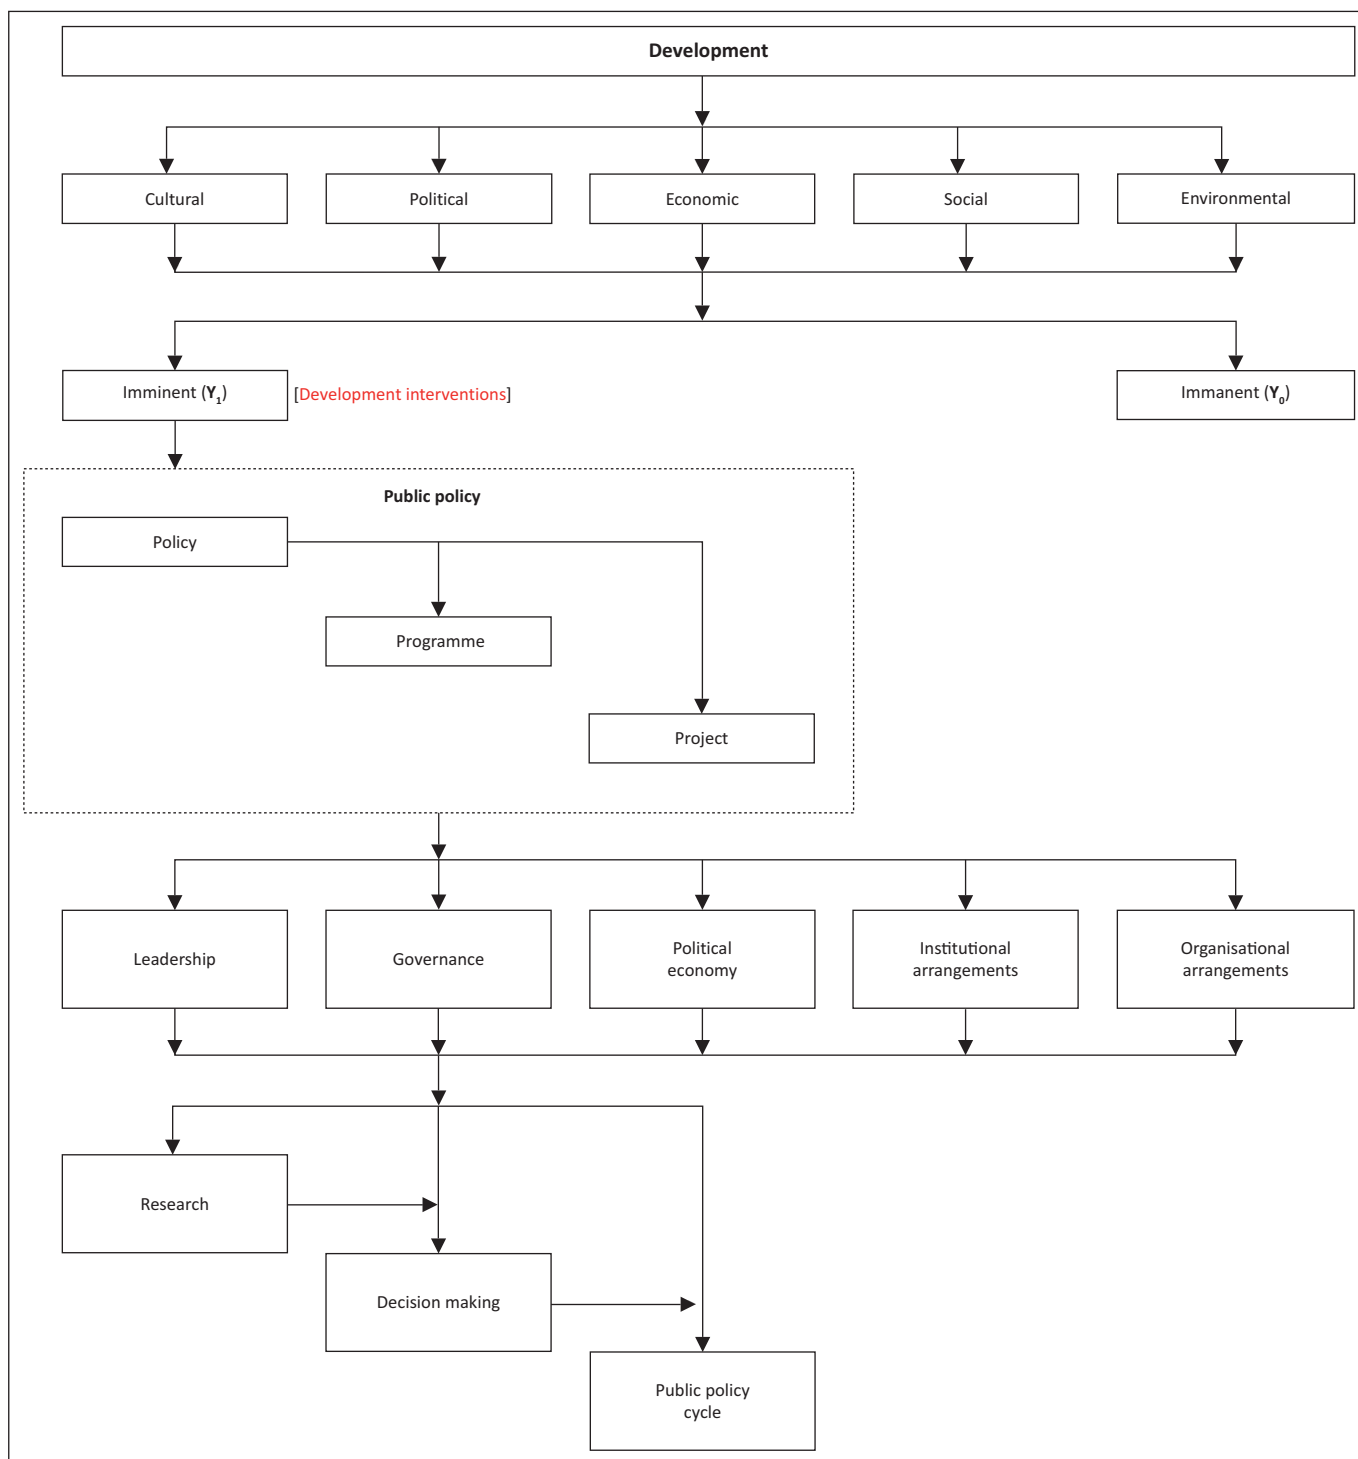 Development
Cultural
Political
Economic
Social
Environmental
Imminent (Y₁)
[Development interventions]
Immanent (Y₀)
Public policy
Policy
Programme
Project
Leadership
Governance
Political
economy
Institutional
arrangements
Organisational
arrangements
Research
Decision making
Public policy
cycle